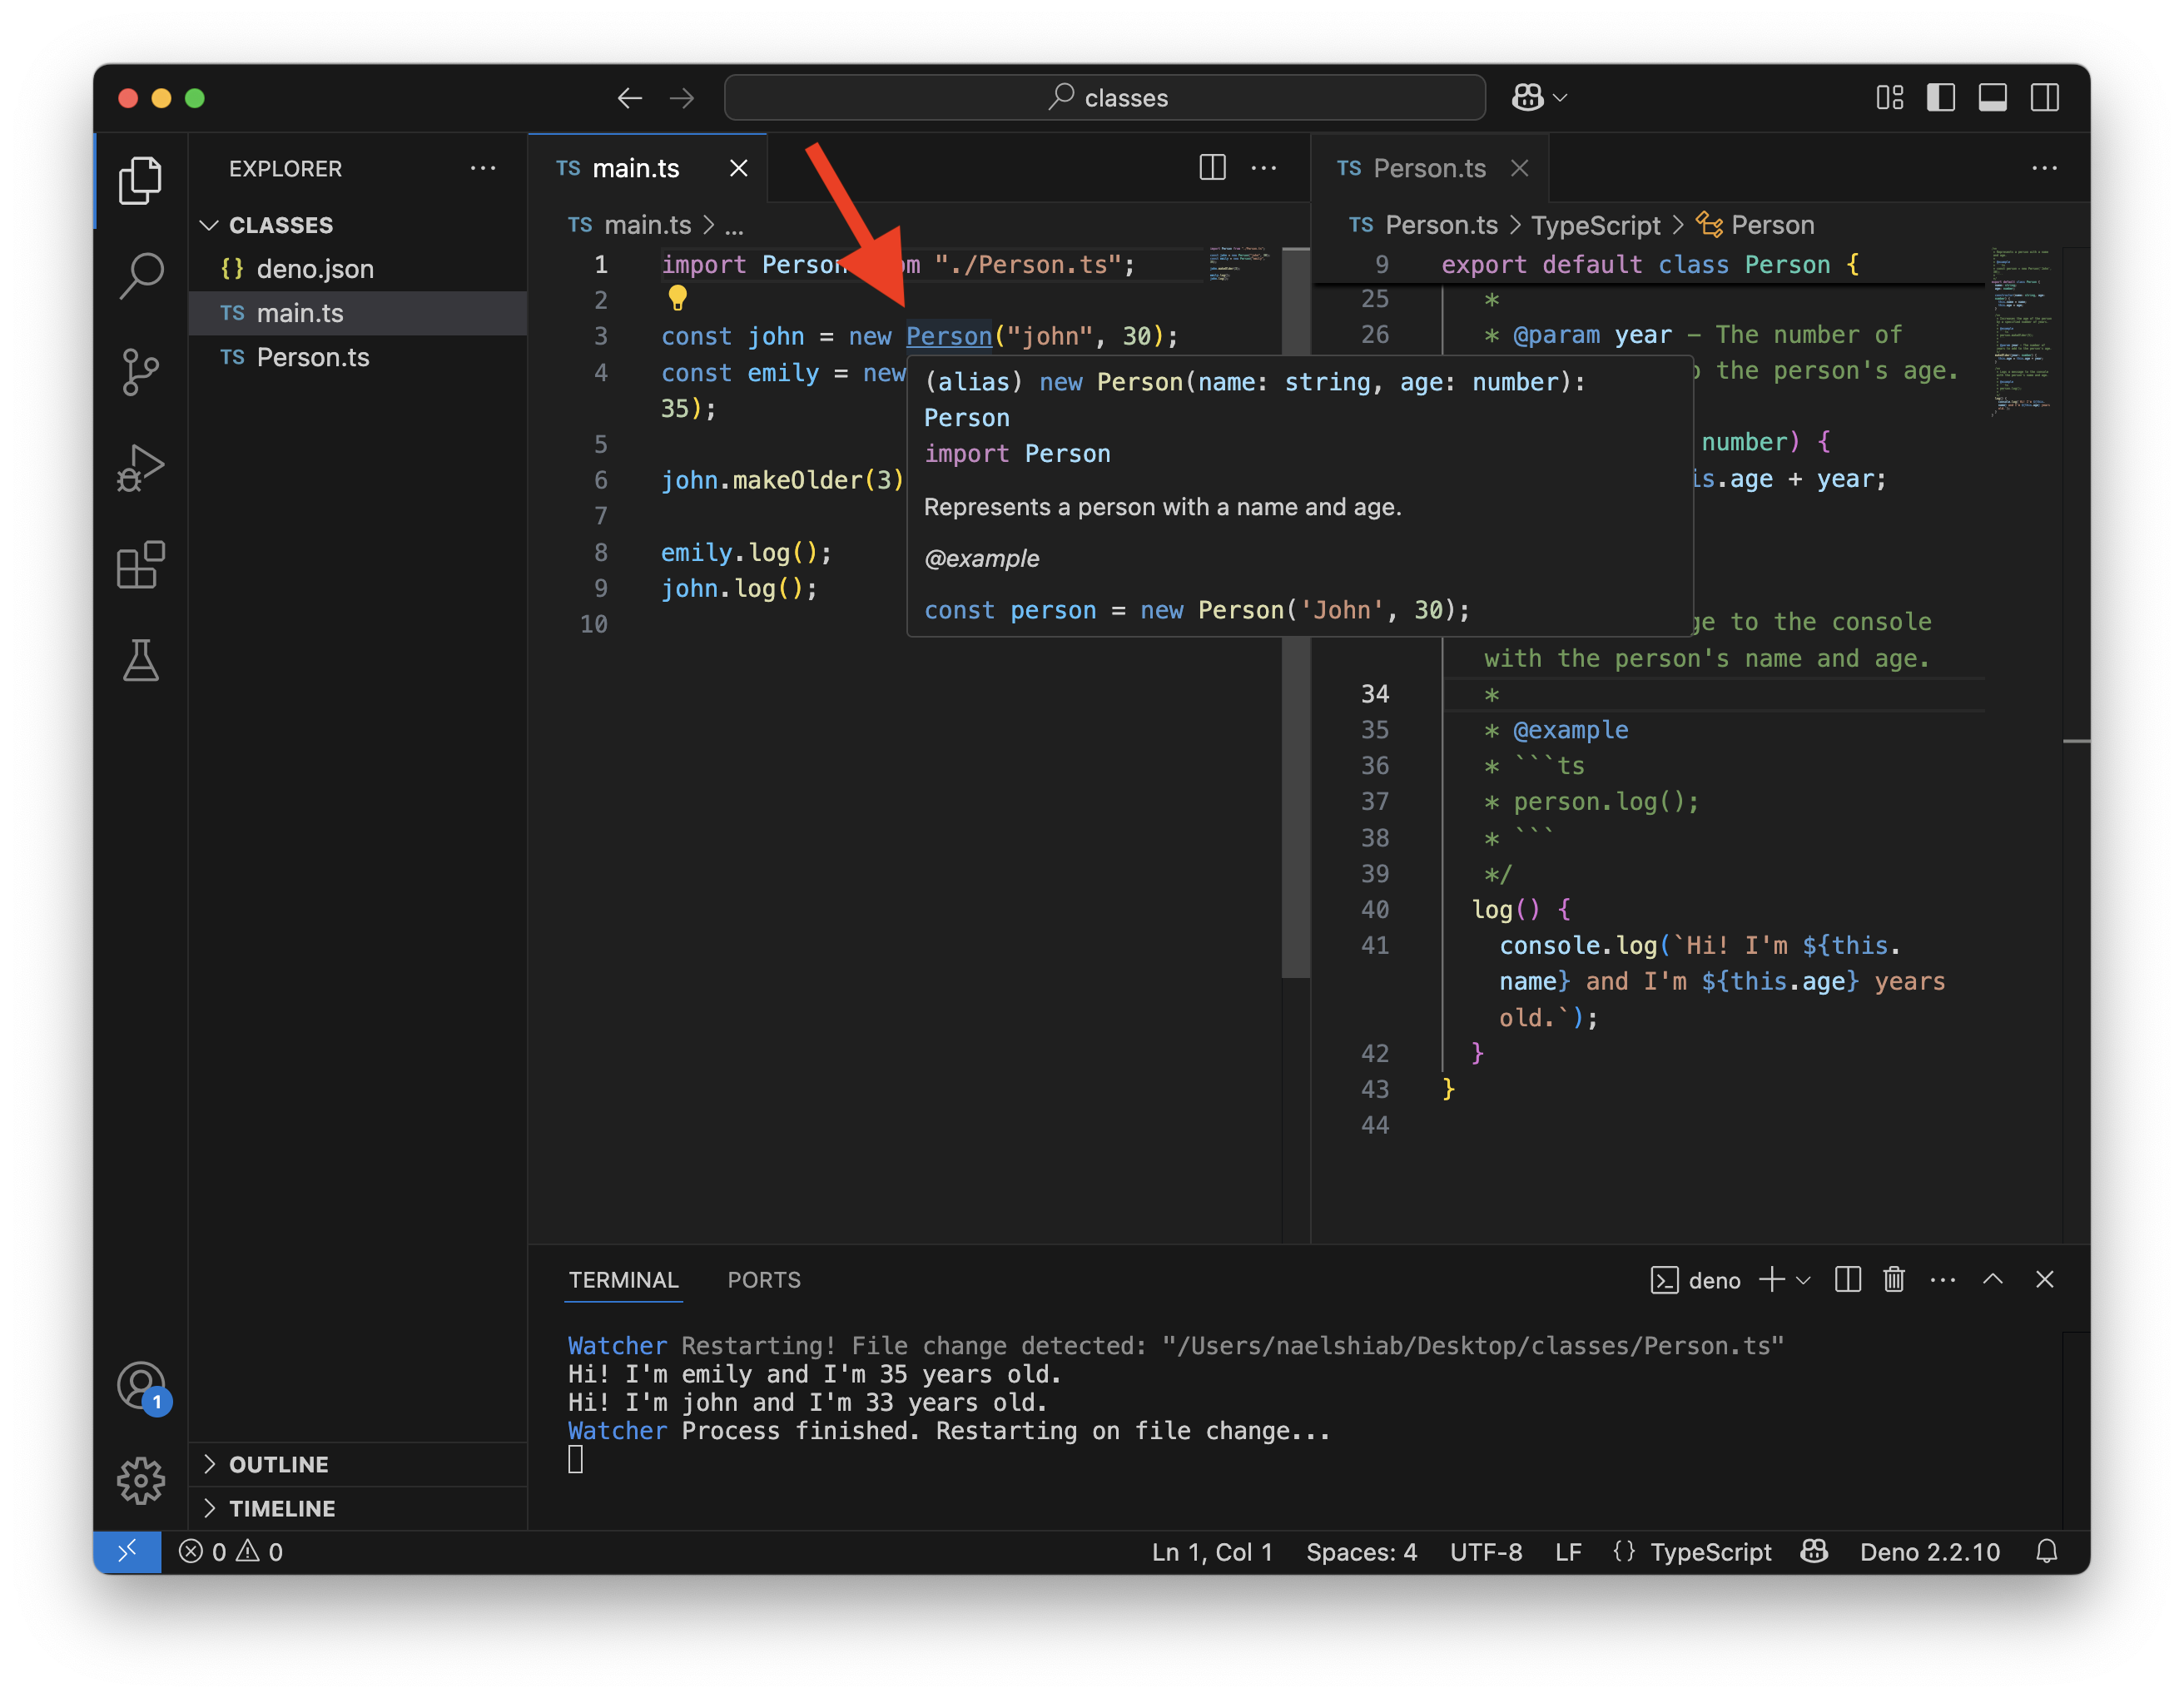 classes
EXPLORER
CLASSES
{} deno.json
TS main.ts
TS Person.ts
OUTLINE
TIMELINE
1
TS main.ts
TS main.ts > ...
1 import Person om "./Person.ts";
2
3 const john = new Person("john", 30);
4 const emily = new
35);
5
6 john.makeOlder(3)
7
8 emily.log();
9 john.log();
10
(alias) new Person(name: string, age: number):
Person
import Person
Represents a person with a name and age.
@example
const person = new Person('John', 30);
TS Person.ts
TS Person.ts > TypeScript > Person
9 export default class Person {
25 *
26 * @param year – The number of
the person's age.
number) {
is.age + year;
ge to the console
with the person's name and age.
34 *
35 * @example
36 * ```ts
37 * person.log();
38 * ```
39 */
40 log() {
41 console.log(`Hi! I'm ${this.
name} and I'm ${this.age} years
old.`);
42 }
43 }
44
TERMINAL PORTS
deno
Watcher Restarting! File change detected: "/Users/naelshiab/Desktop/classes/Person.ts"
Hi! I'm emily and I'm 35 years old.
Hi! I'm john and I'm 33 years old.
Watcher Process finished. Restarting on file change...
0 0
Ln 1, Col 1 Spaces: 4 UTF-8 LF {} TypeScript Deno 2.2.10